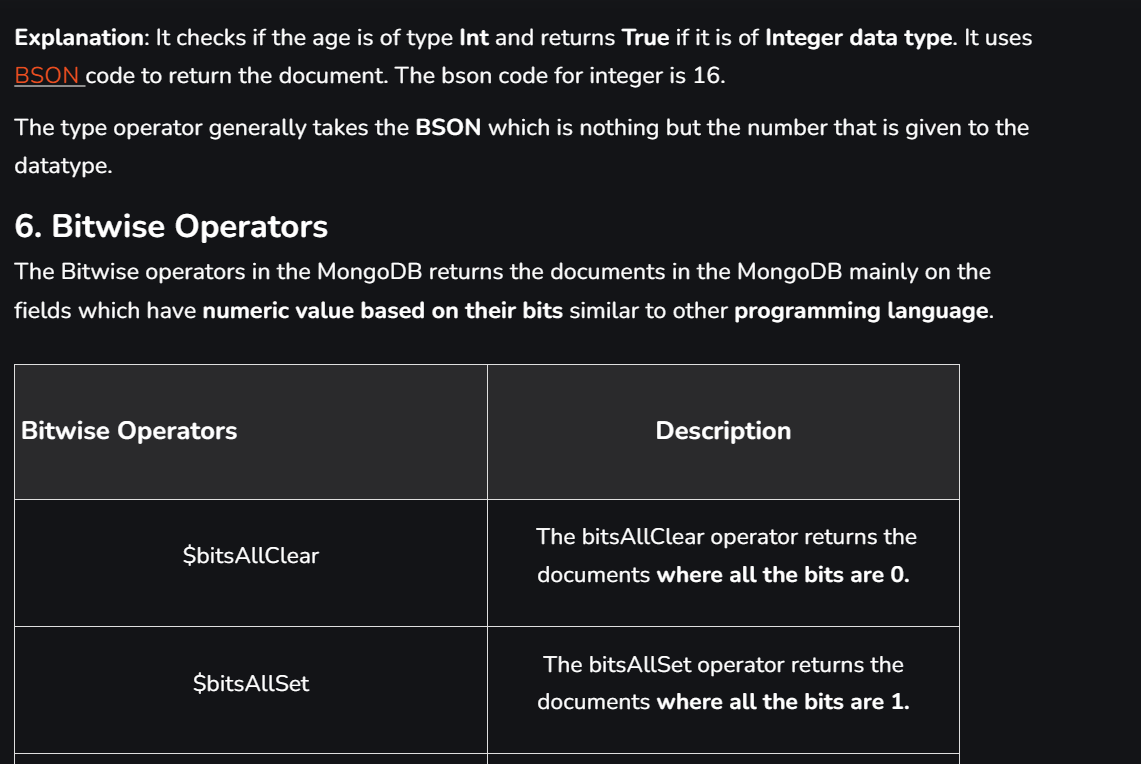 Explanation: It checks if the age is of type Int and returns True if it is of Integer data type. It uses
BSON code to return the document. The bson code for integer is 16.
The type operator generally takes the BSON which is nothing but the number that is given to the
datatype.
6. Bitwise Operators
The Bitwise operators in the MongoDB returns the documents in the MongoDB mainly on the
fields which have numeric value based on their bits similar to other programming language.
Bitwise Operators
Description
$bitsAllClear
The bitsAllClear operator returns the
documents where all the bits are 0.
$bitsAllSet
The bitsAllSet operator returns the
documents where all the bits are 1.